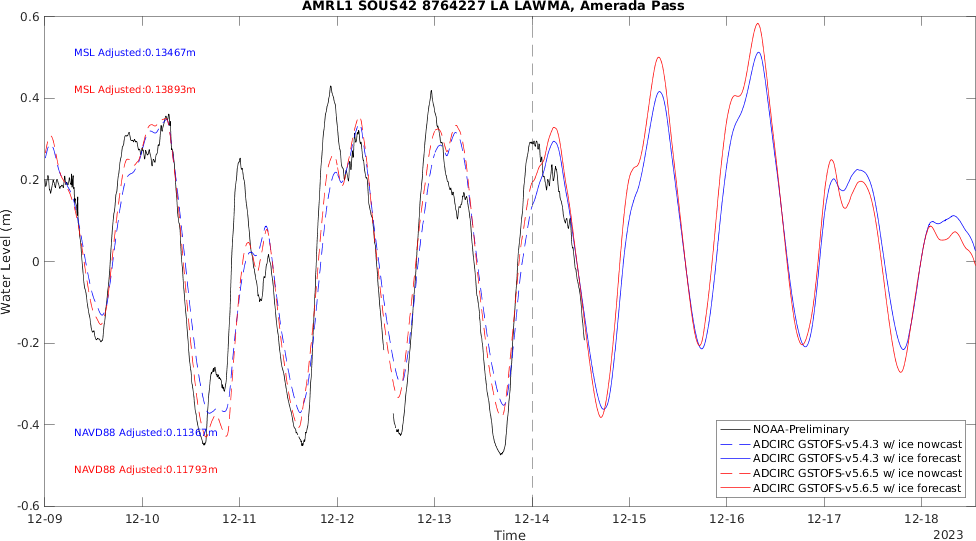 AMRL1 SOUS42 8764227 LA LAWMA, Amerada Pass
0.6
MSL Adjusted:0.13467m
MSL Adjusted:0.13893m
0.4
0.2
0
-0.2
-0.4
-0.6
Water Level (m)
NAVD88 Adjusted:0.11367m
NAVD88 Adjusted:0.11793m
NOAA-Preliminary
ADCIRC GSTOFS-v5.4.3 w/ ice nowcast
ADCIRC GSTOFS-v5.4.3 w/ ice forecast
ADCIRC GSTOFS-v5.6.5 w/ ice nowcast
ADCIRC GSTOFS-v5.6.5 w/ ice forecast
12-09 12-10 12-11 12-12 12-13 12-14 12-15 12-16 12-17 12-18
Time
2023